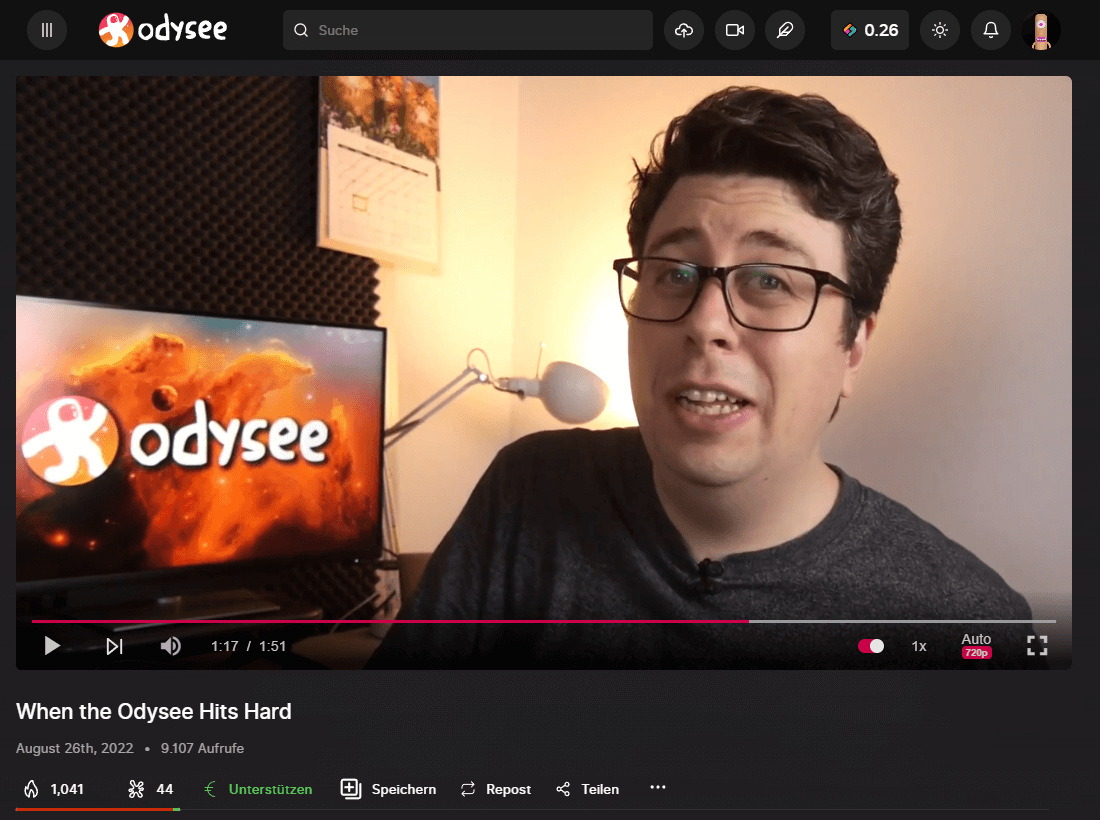 odysee
Suche
0.26
odysee
1:17 / 1:51
1x
Auto
720p
When the Odysee Hits Hard
August 26th, 2022 • 9.107 Aufrufe
1,041
44
Unterstützen
Speichern
Repost
Teilen